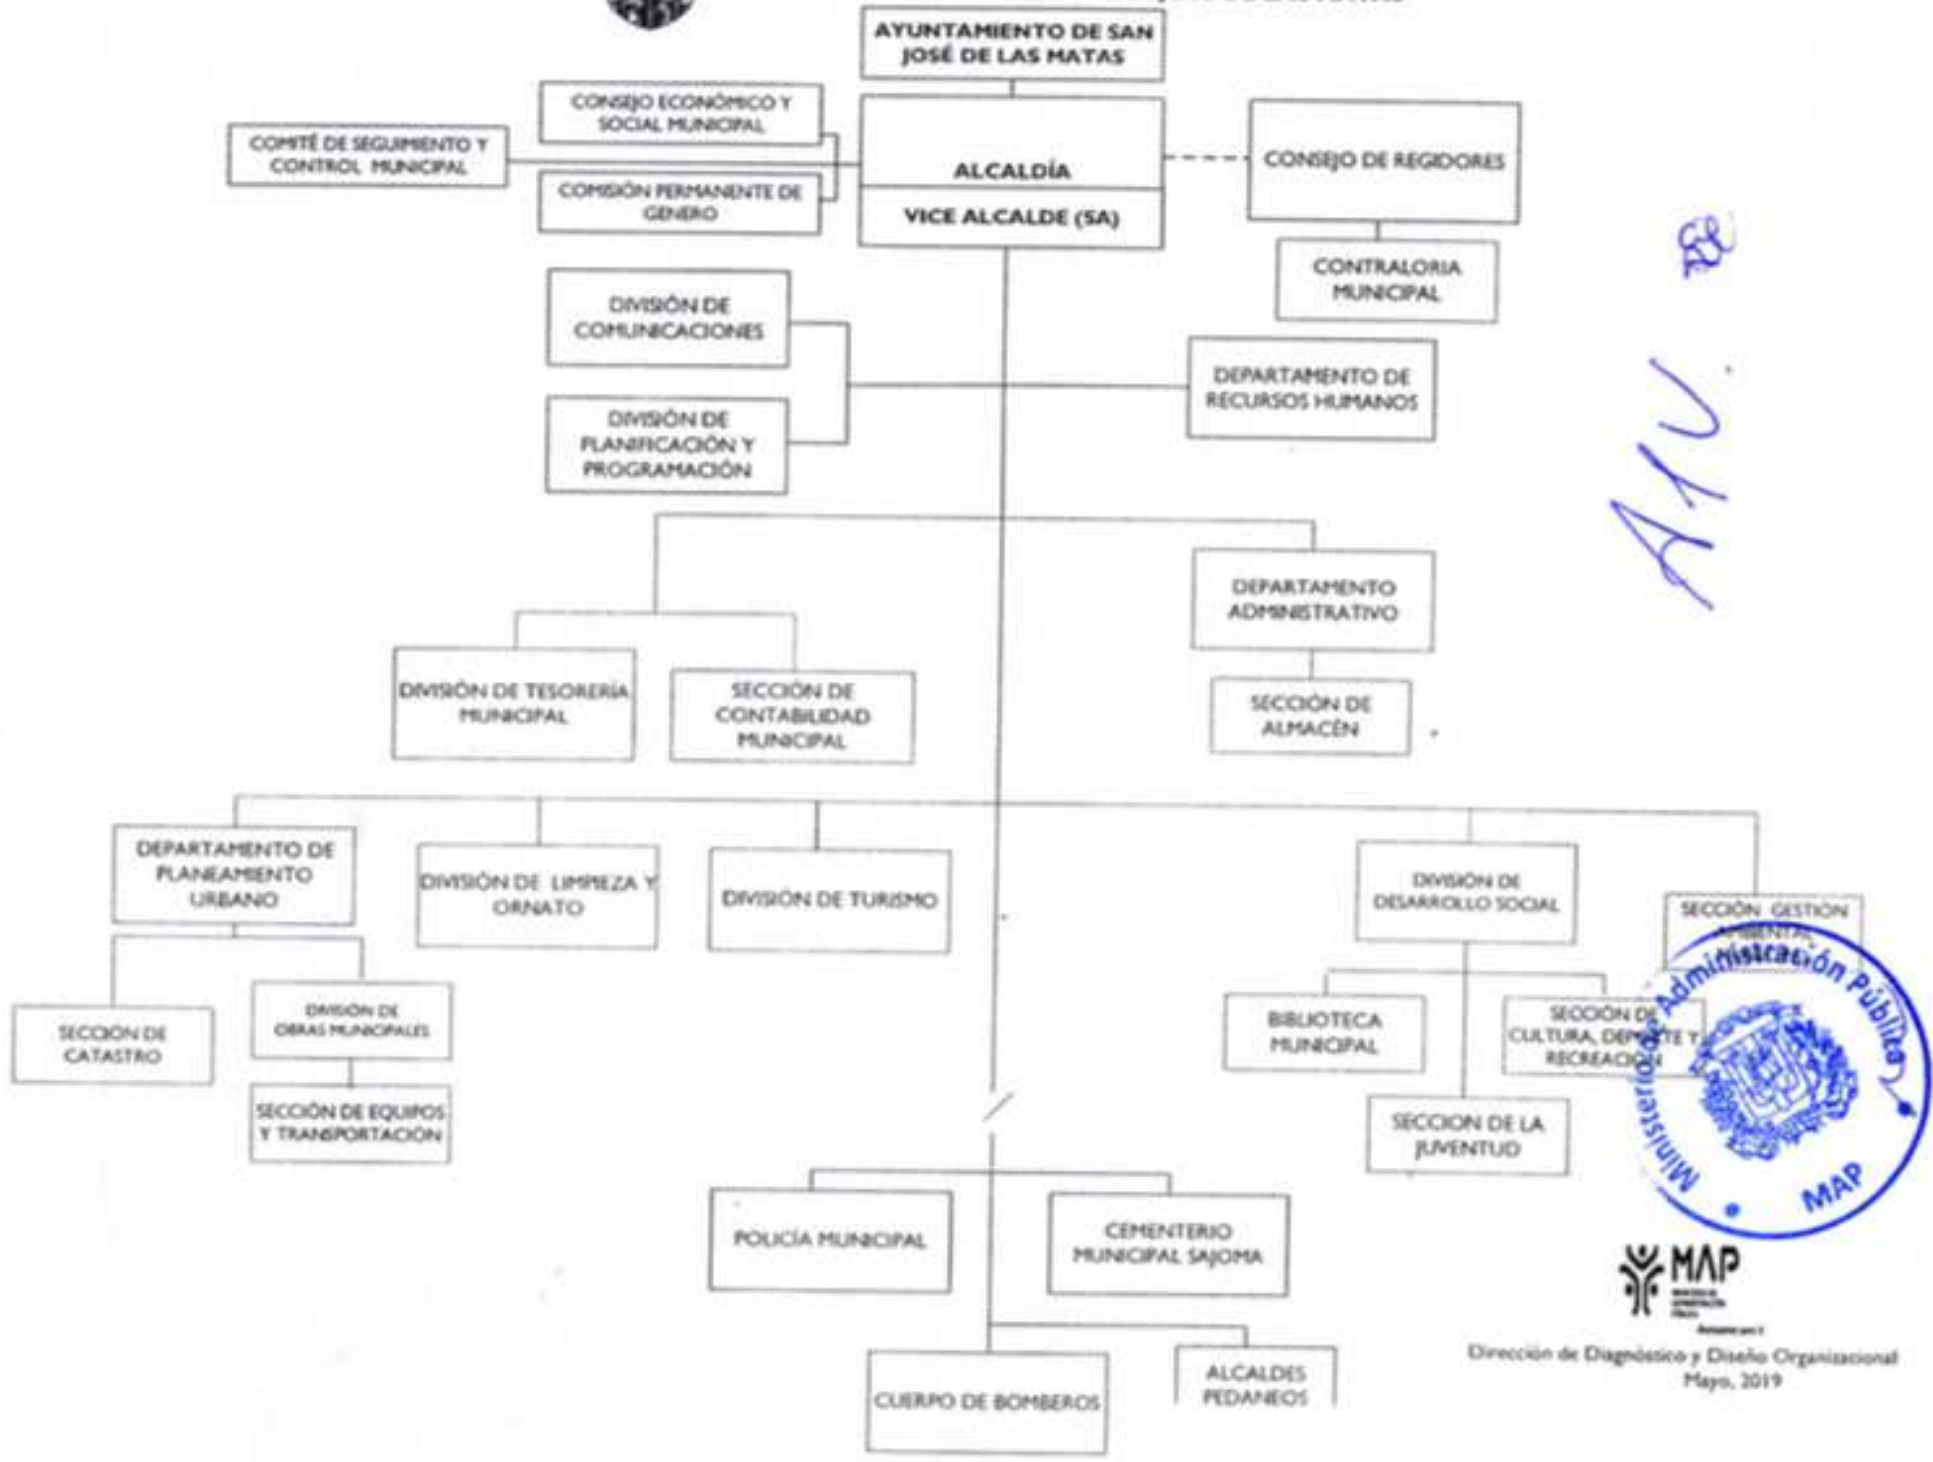 AYUNTAMIENTO DE SAN
JOSÉ DE LAS MATAS
CONSEJO ECONÓMICO Y
SOCIAL MUNICIPAL
COMITÉ DE SEGUIMIENTO Y
CONTROL MUNICIPAL
COMISIÓN PERMANENTE DE
GENERO
ALCALDÍA
VICE ALCALDE (SA)
CONSEJO DE REGIDORES
CONTRALORIA
MUNICIPAL
DIVISIÓN DE
COMUNICACIONES
DEPARTAMENTO DE
RECURSOS HUMANOS
DIVISIÓN DE
PLANIFICACIÓN Y
PROGRAMACIÓN
DEPARTAMENTO
ADMINISTRATIVO
DIVISIÓN DE TESORERÍA
MUNICIPAL
SECCIÓN DE
CONTABILIDAD
MUNICIPAL
SECCIÓN DE
ALMACÉN
DEPARTAMENTO DE
PLANEAMIENTO
URBANO
DIVISIÓN DE LIMPIEZA Y
ORNATO
DIVISIÓN DE TURISMO
DIVISIÓN DE
DESARROLLO SOCIAL
SECCIÓN GESTION
SECCIÓN DE
CATASTRO
DIVISIÓN DE
OBRAS MUNICIPALES
SECCIÓN DE EQUIPOS
Y TRANSPORTACIÓN
BIBLIOTECA
MUNICIPAL
SECCIÓN DE
CULTURA, DEPORTE Y
RECREACIÓN
SECCION DE LA
JUVENTUD
POLICÍA MUNICIPAL
CEMENTERIO
MUNICIPAL SAJOMA
CUERPO DE BOMBEROS
ALCALDES
PEDANEOS
Ministerio de Administración Pública
MAP
MAP
Dirección de Diagnóstico y Diseño Organizacional
Mayo, 2019